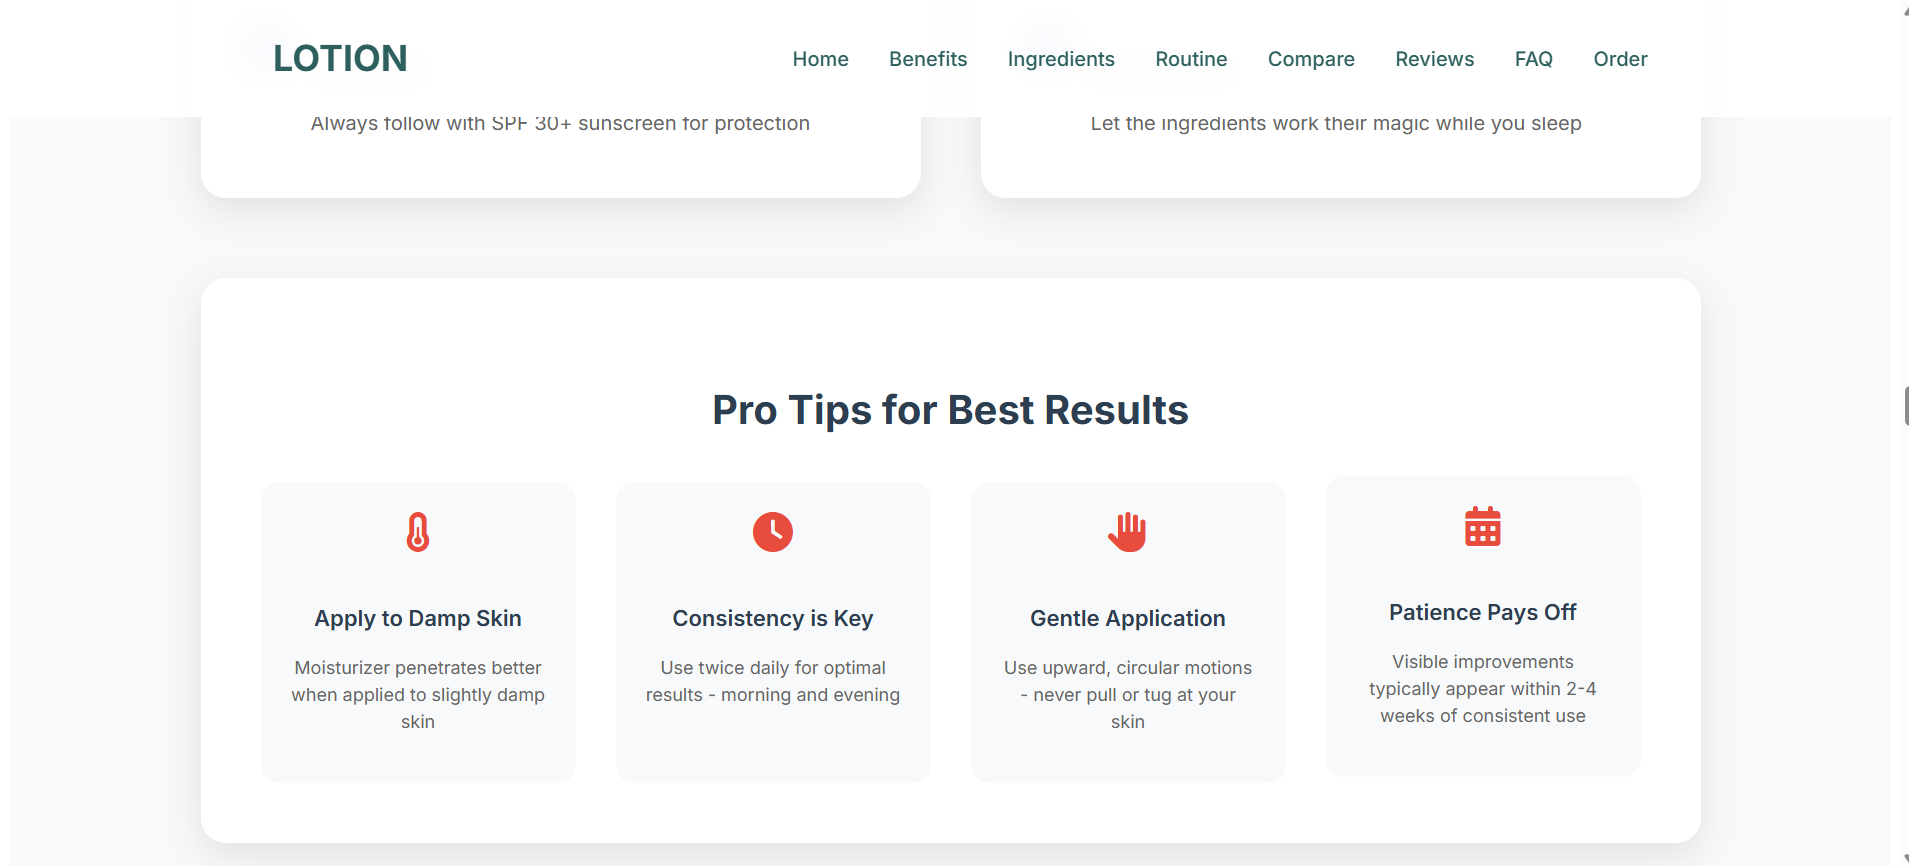 LOTION
Home Benefits Ingredients Routine Compare Reviews FAQ Order
Always follow with SPF 30+ sunscreen for protection
Let the ingredients work their magic while you sleep
Pro Tips for Best Results
Apply to Damp Skin
Moisturizer penetrates better
when applied to slightly damp
skin
Consistency is Key
Use twice daily for optimal
results - morning and evening
Gentle Application
Use upward, circular motions
- never pull or tug at your
skin
Patience Pays Off
Visible improvements
typically appear within 2-4
weeks of consistent use